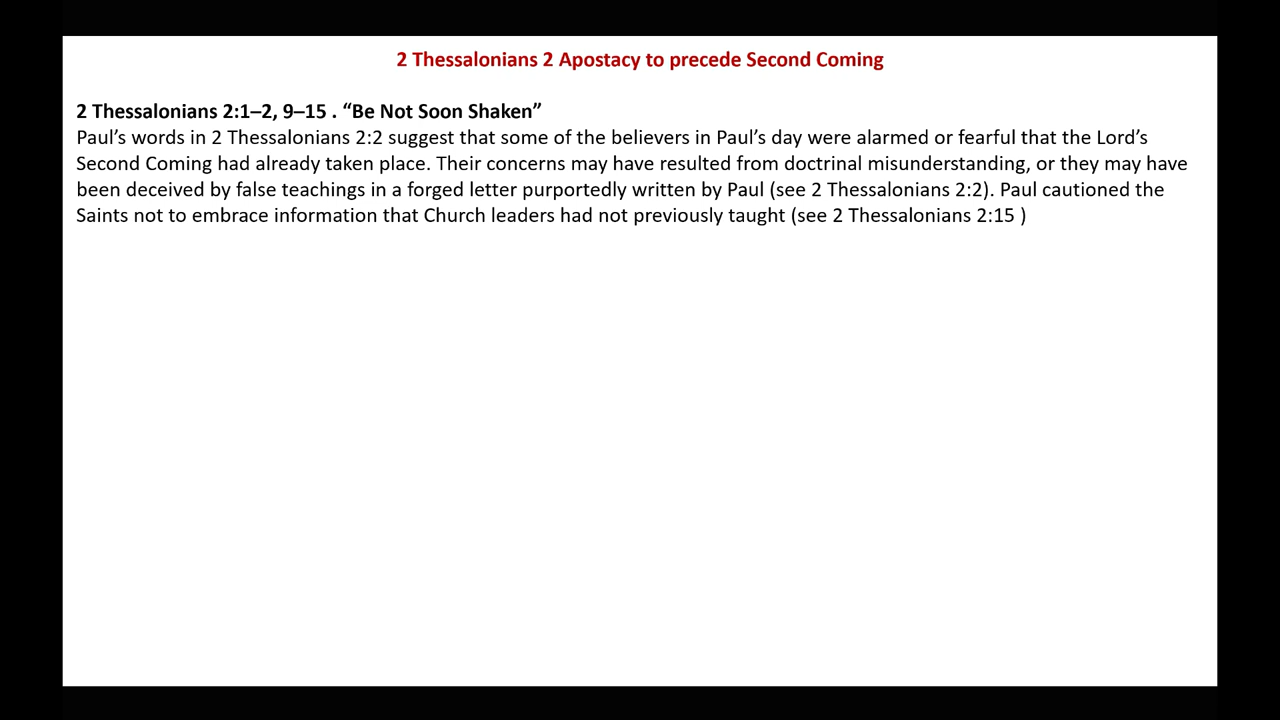 2 Thessalonians 2 Apostacy to precede Second Coming
2 Thessalonians 2:1–2, 9–15 . “Be Not Soon Shaken”
Paul’s words in 2 Thessalonians 2:2 suggest that some of the believers in Paul’s day were alarmed or fearful that the Lord’s
Second Coming had already taken place. Their concerns may have resulted from doctrinal misunderstanding, or they may have
been deceived by false teachings in a forged letter purportedly written by Paul (see 2 Thessalonians 2:2). Paul cautioned the
Saints not to embrace information that Church leaders had not previously taught (see 2 Thessalonians 2:15 )